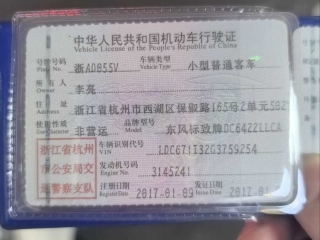 中华人民共和国机动车行驶证
Vehicle License of the People's Republic of China
号牌号码 浙A0B55V 车辆类型 小型普通客车
Plate No. Vehicle Type
所有人 李亮
Owner
住址 浙江省杭州市西湖区保俶路165号2单元502
Address
使用性质 非营运 品牌型号 东风标致牌DC6422LLCA
Use Character Model
浙江省杭州 车辆识别代号 LDC671T32G3759254
VIN
市公安局交 发动机号码 3145241
Engine No.
通警察支队 注册日期 2017-01-09 发证日期 2017-01
Register Date Issue Date